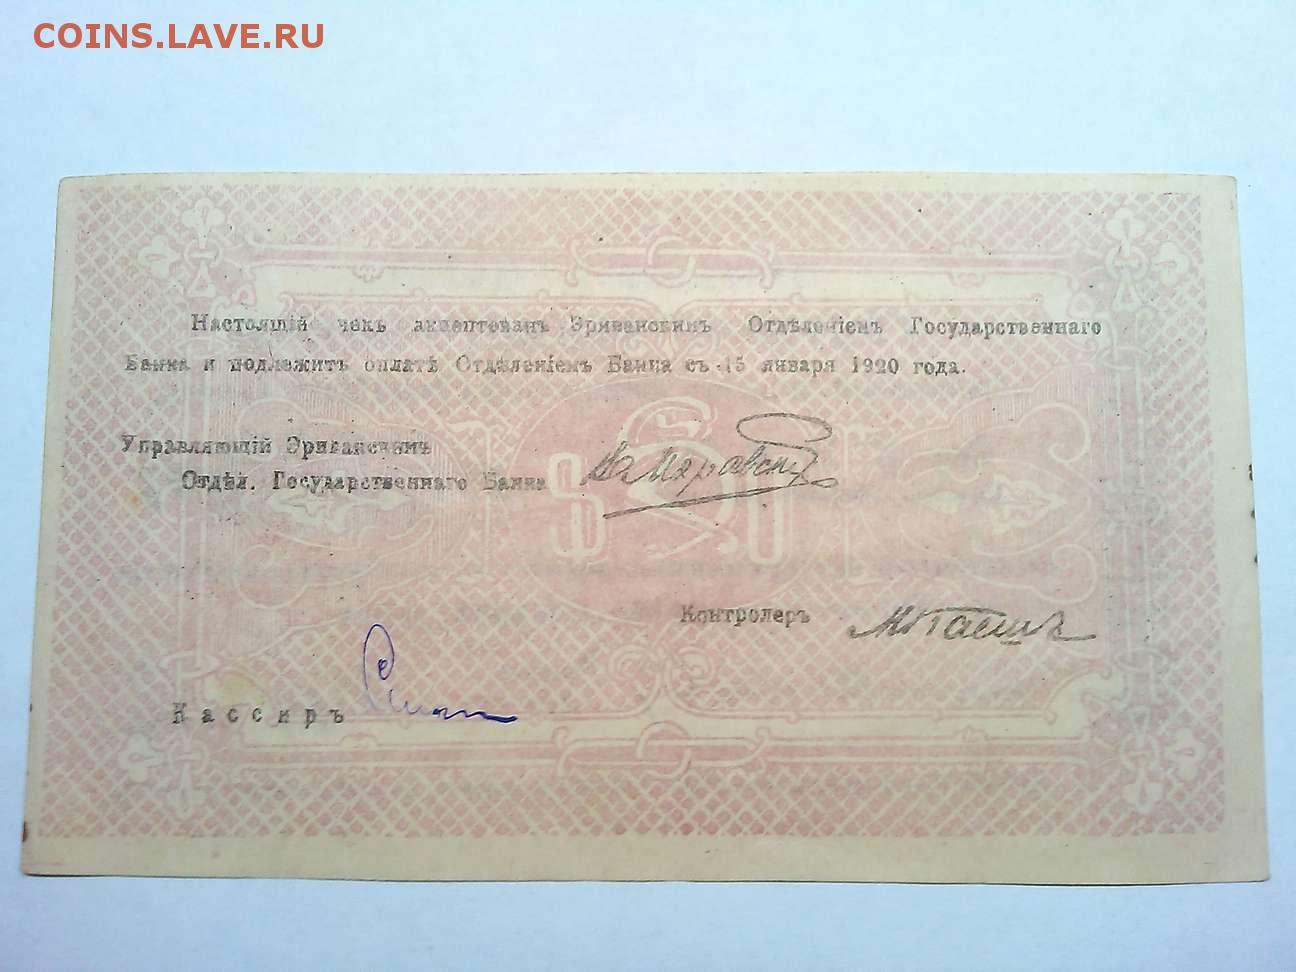 COINS.LAVE.RU
Настоящій чекъ акцептованъ Эриванскимъ Отдѣленіемъ Государственнаго
Банка и подлежитъ оплатѣ Отдѣленіемъ Банка съ 15 января 1920 года.
Управляющій Эриванскимъ
Отдѣл. Государственнаго Банка
Контролеръ
Кассиръ